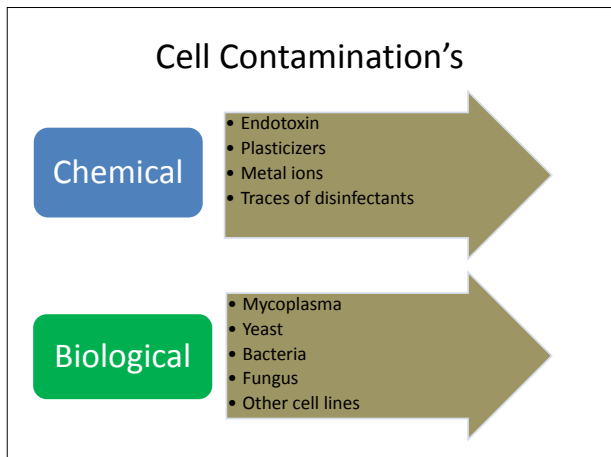 Cell Contamination’s
Chemical
• Endotoxin
• Plasticizers
• Metal ions
• Traces of disinfectants
Biological
• Mycoplasma
• Yeast
• Bacteria
• Fungus
• Other cell lines